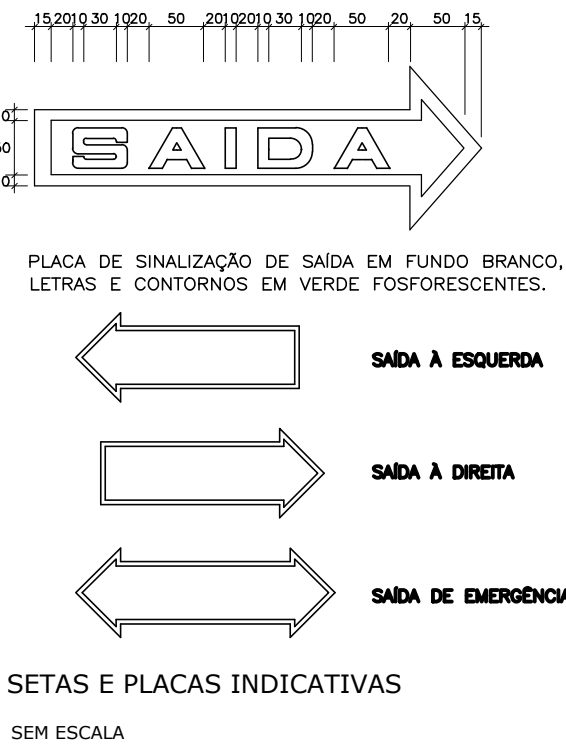 15 20 10 30 10 20 50 20 10 20 10 30 10 20 50 20 50 15
SAIDA
PLACA DE SINALIZAÇÃO DE SAÍDA EM FUNDO BRANCO,
LETRAS E CONTORNOS EM VERDE FOSFORESCENTES.
SAÍDA À ESQUERDA
SAÍDA À DIREITA
SAÍDA DE EMERGÊNCIA
SETAS E PLACAS INDICATIVAS
SEM ESCALA